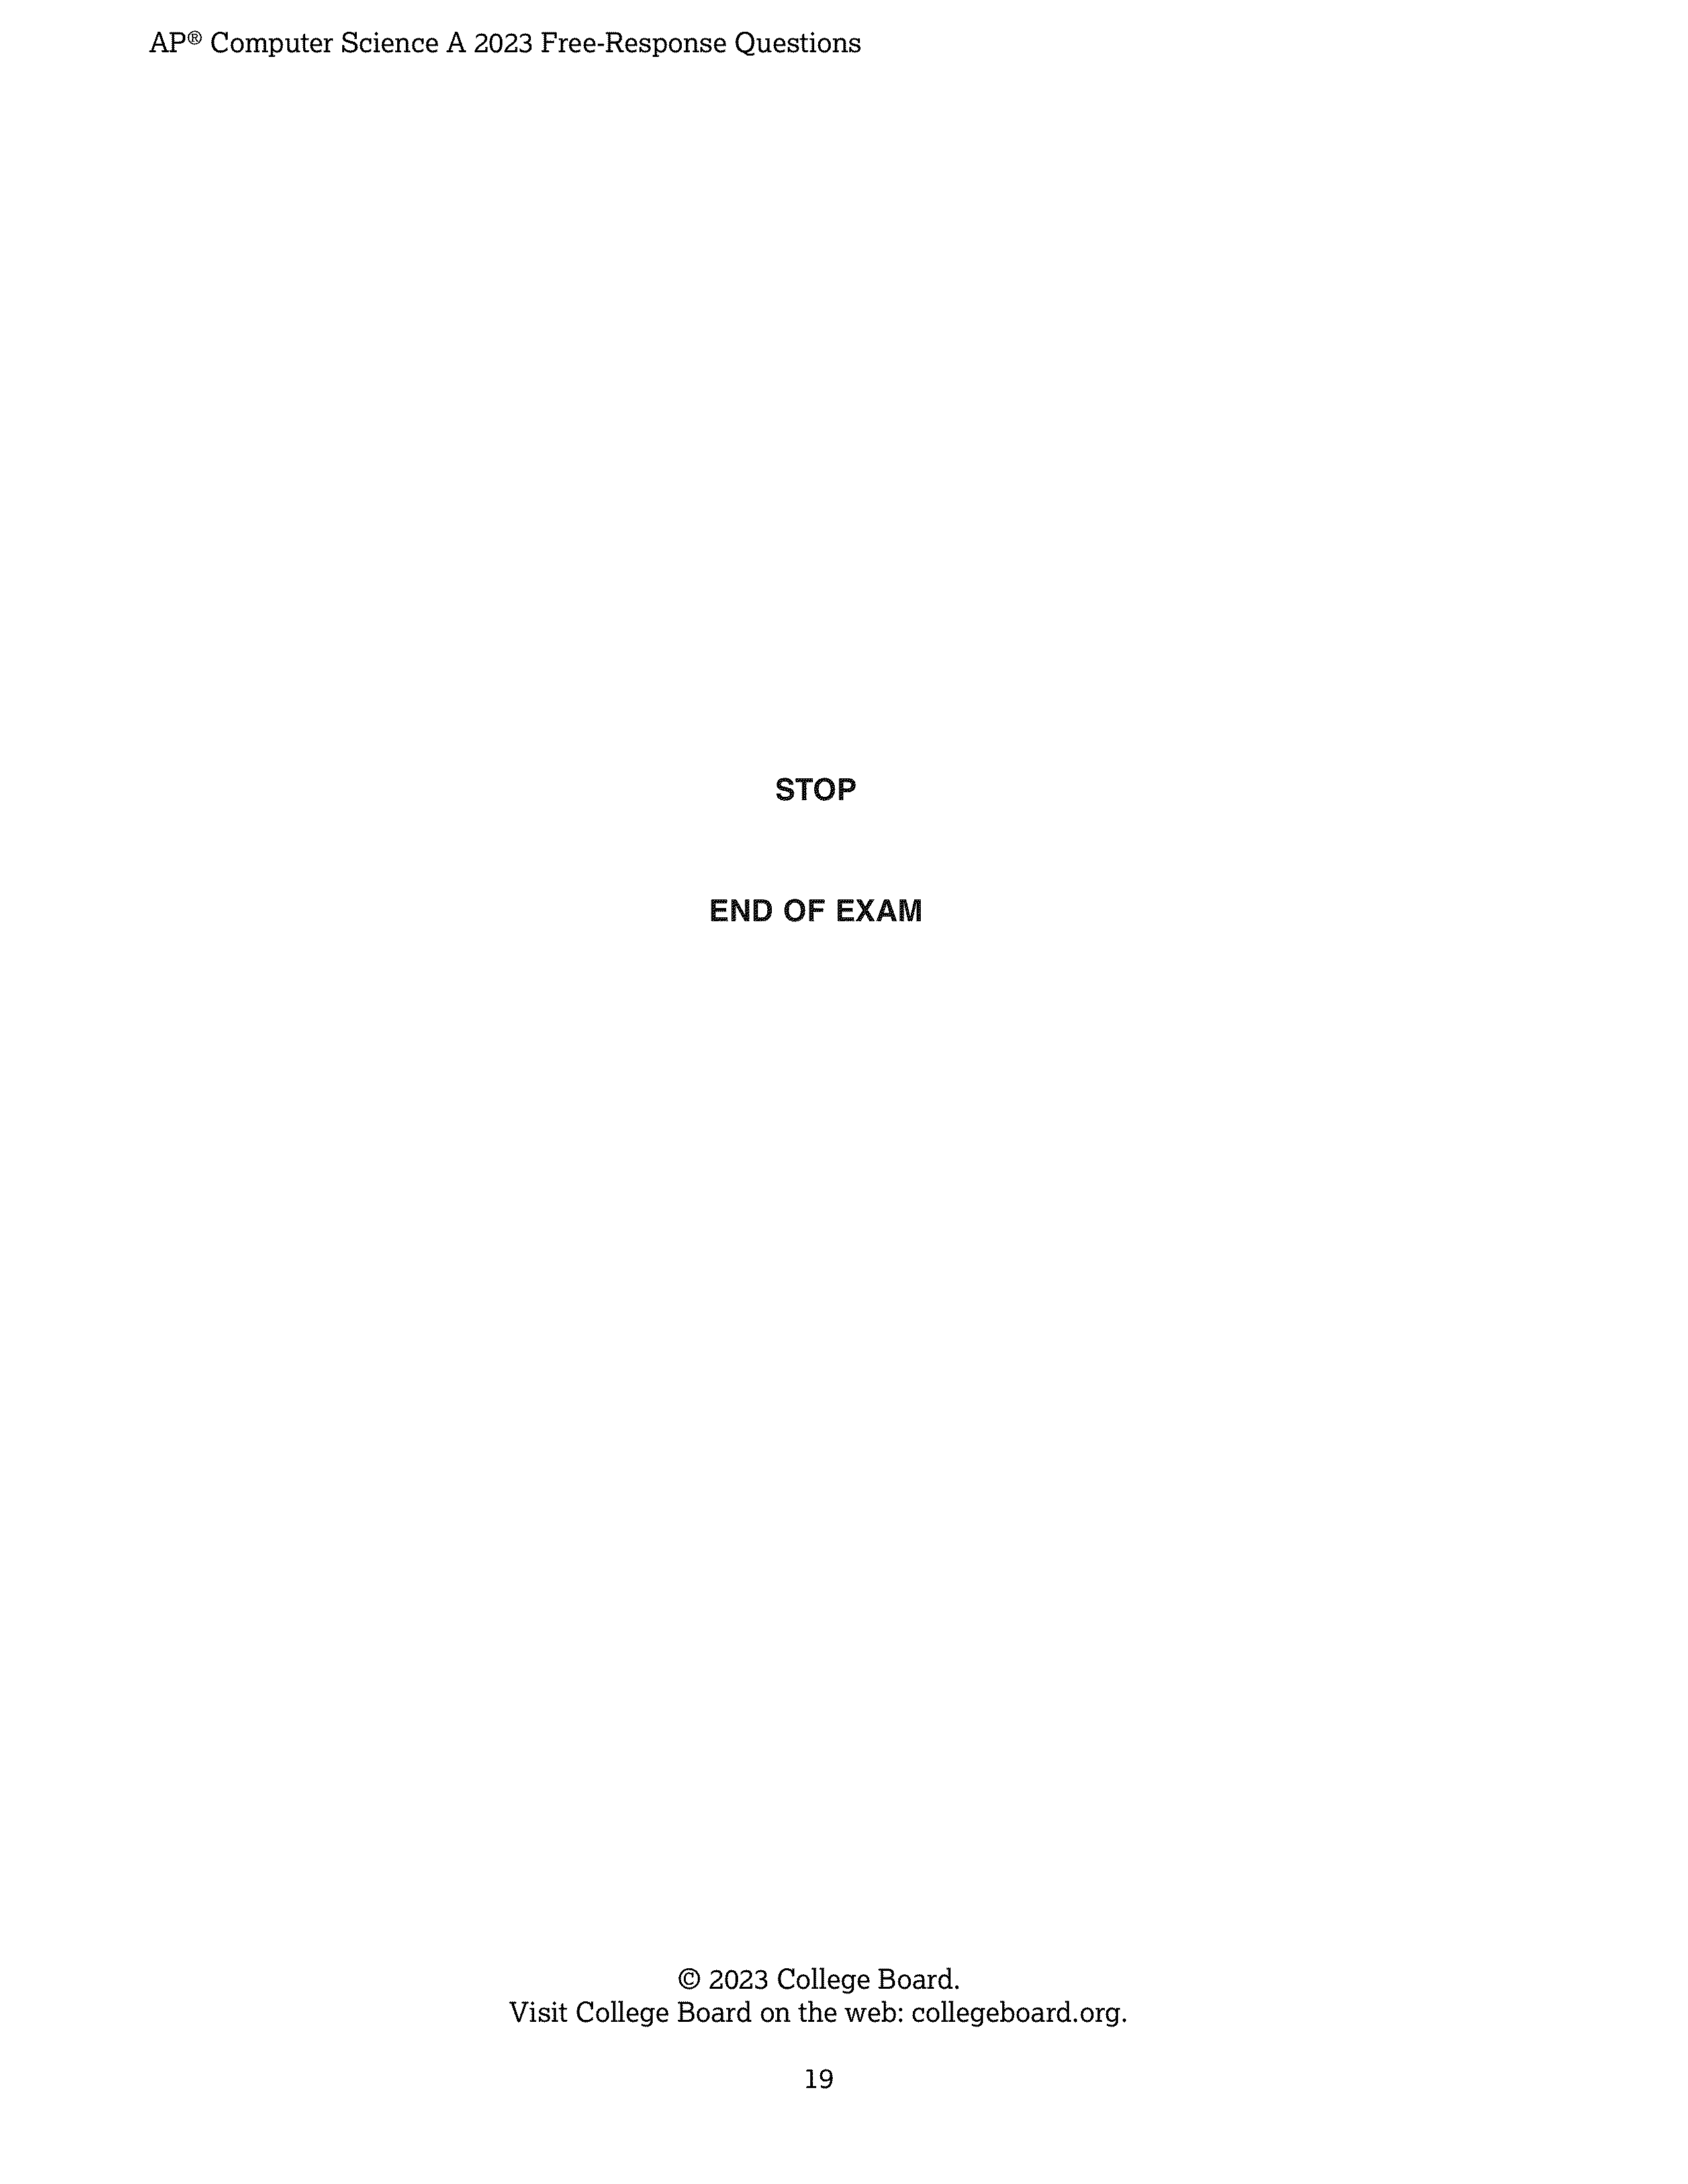 AP® Computer Science A 2023 Free-Response Questions
STOP
END OF EXAM
© 2023 College Board.
Visit College Board on the web: collegeboard.org.
19